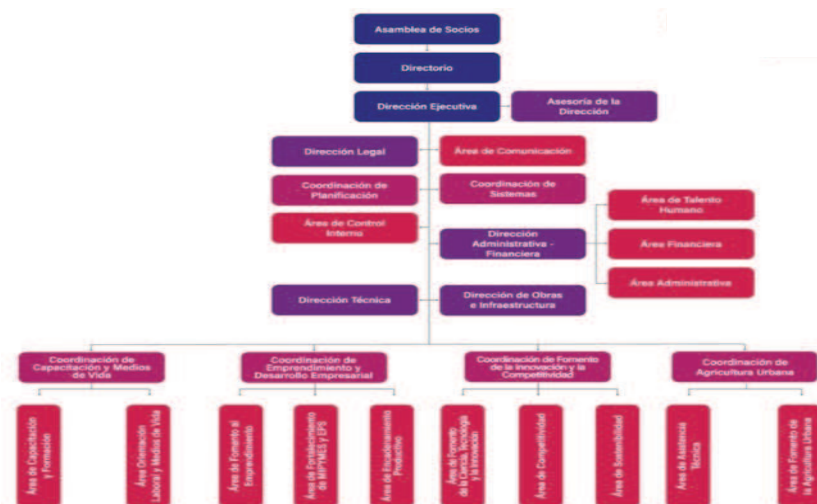 Asamblea de Socios
Directorio
Dirección Ejecutiva
Asesoría de la
Dirección
Dirección Legal
Área de Comunicación
Coordinación de
Planificación
Coordinación de
Sistemas
Área de Control
Interno
Dirección
Administrativa -
Financiera
Área de Talento
Humano
Área Financiera
Área Administrativa
Dirección Técnica
Dirección de Obras
e Infraestructura
Coordinación de
Capacitación y Medios
de Vida
Coordinación de
Emprendimiento y
Desarrollo Empresarial
Coordinación de Fomento
de la Innovación y la
Competitividad
Coordinación de
Agricultura Urbana
Área de Capacitación
y Formación
Área Orientación
Laboral y Medios de Vida
Área de Fomento al
Emprendimiento
Área de Fortalecimiento
de MIPYMES y EPS
Área de Encadenamiento
Productivo
Área de Fomento
de la Ciencia, Tecnología
y la Innovación
Área de Competitividad
Área de Sostenibilidad
Área de Asistencia
Técnica
Área de Fomento de
la Agricultura Urbana